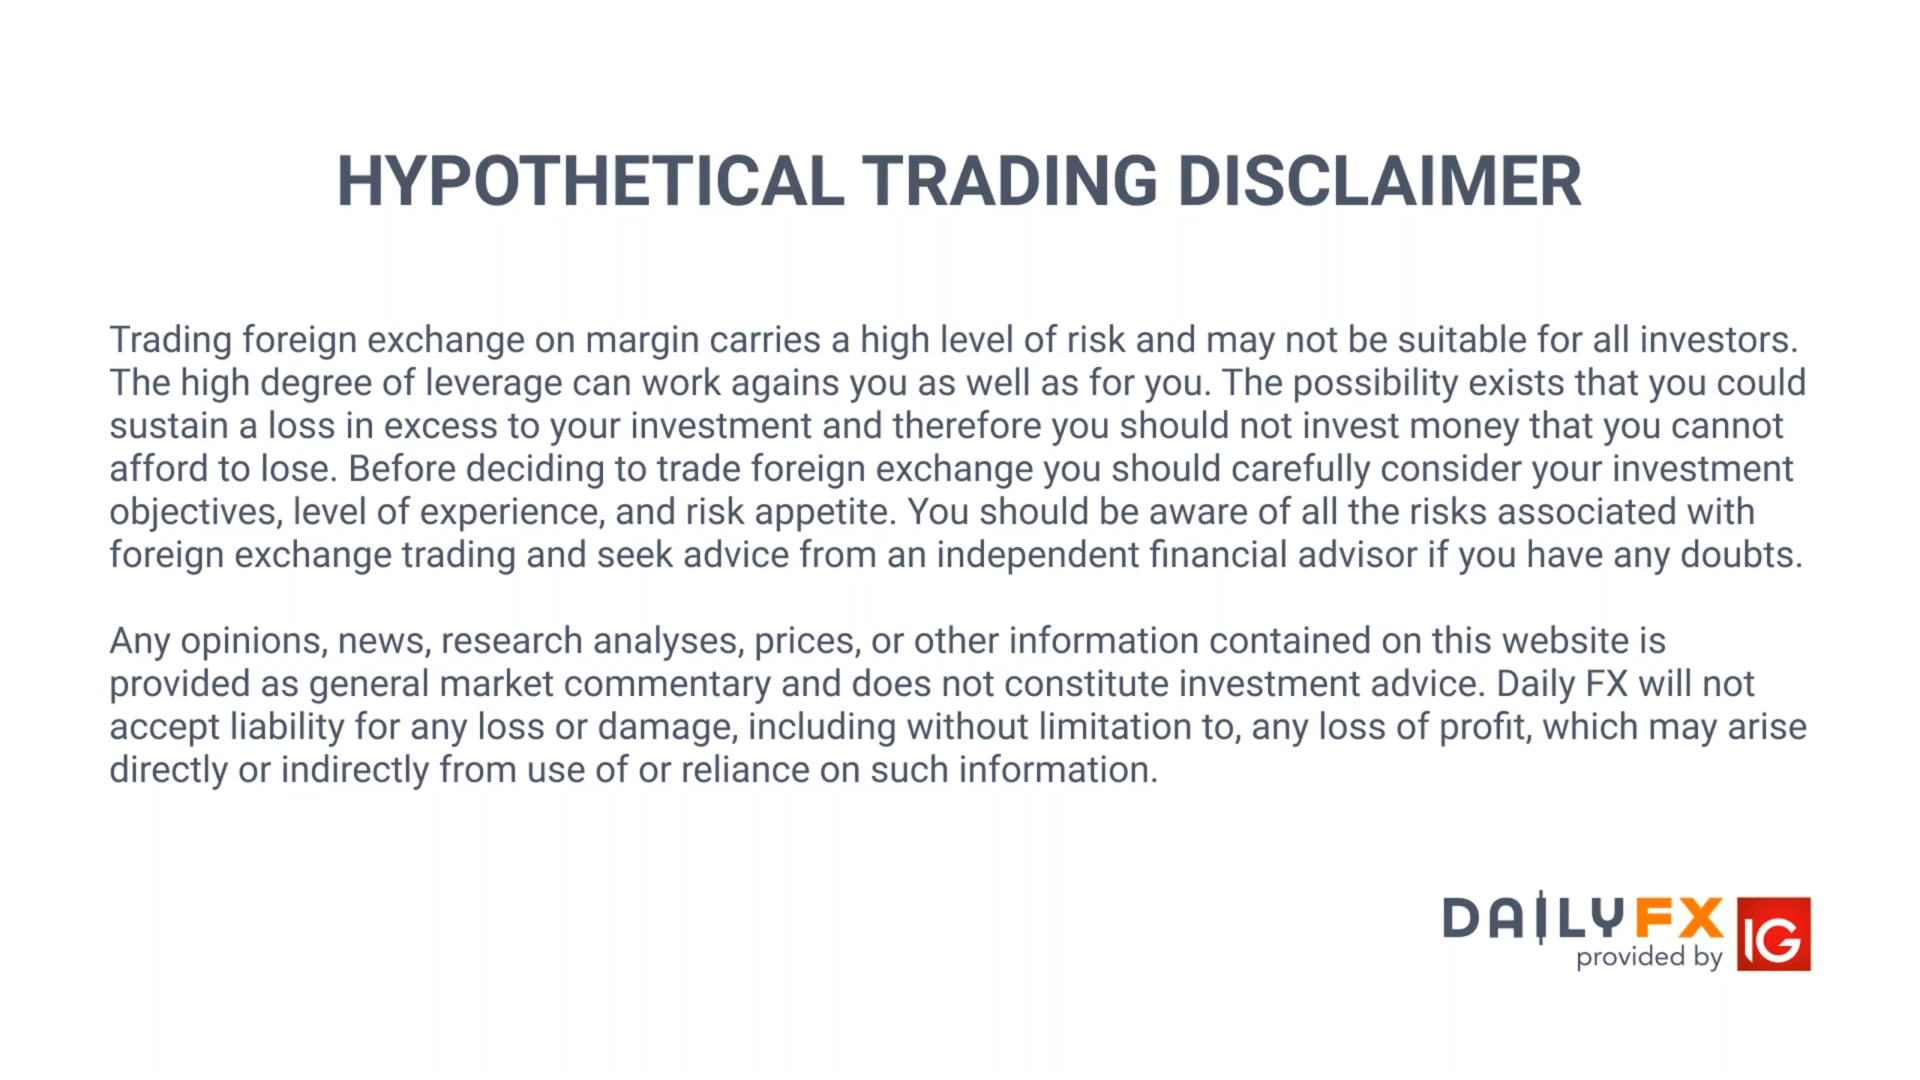 HYPOTHETICAL TRADING DISCLAIMER
Trading foreign exchange on margin carries a high level of risk and may not be suitable for all investors.
The high degree of leverage can work agains you as well as for you. The possibility exists that you could
sustain a loss in excess to your investment and therefore you should not invest money that you cannot
afford to lose. Before deciding to trade foreign exchange you should carefully consider your investment
objectives, level of experience, and risk appetite. You should be aware of all the risks associated with
foreign exchange trading and seek advice from an independent financial advisor if you have any doubts.
Any opinions, news, research analyses, prices, or other information contained on this website is
provided as general market commentary and does not constitute investment advice. Daily FX will not
accept liability for any loss or damage, including without limitation to, any loss of profit, which may arise
directly or indirectly from use of or reliance on such information.
DAILYFX
provided by
IG